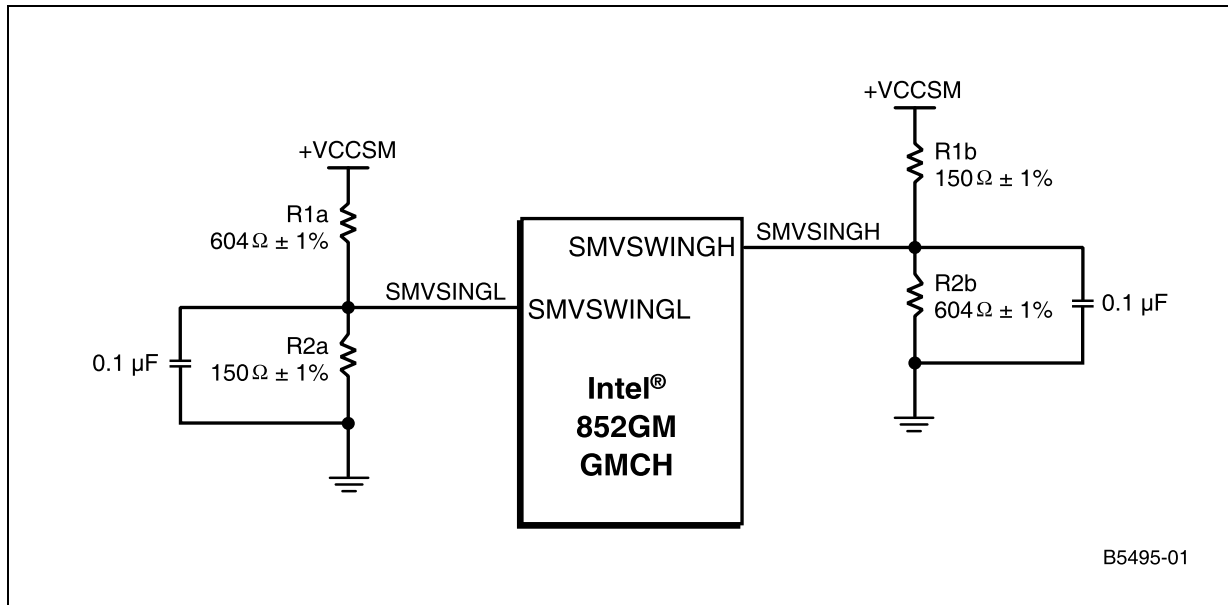 +VCCSM
R1a
604Ω ± 1%
SMVSINGL
R2a
150Ω ± 1%
0.1 µF
SMVSWINGH
SMVSWINGL
Intel®
852GM
GMCH
+VCCSM
R1b
150Ω ± 1%
SMVSINGH
R2b
604Ω ± 1%
0.1 µF
B5495-01